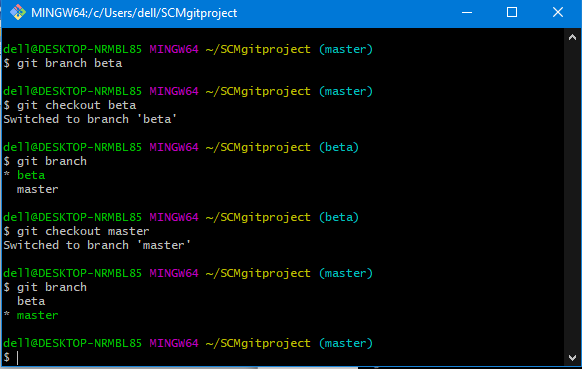 MINGW64:/c/Users/dell/SCMgitproject
dell@DESKTOP-NRMBL85 MINGW64 ~/SCMgitproject (master)
$ git branch beta
dell@DESKTOP-NRMBL85 MINGW64 ~/SCMgitproject (master)
$ git checkout beta
Switched to branch 'beta'
dell@DESKTOP-NRMBL85 MINGW64 ~/SCMgitproject (beta)
$ git branch
* beta
  master
dell@DESKTOP-NRMBL85 MINGW64 ~/SCMgitproject (beta)
$ git checkout master
Switched to branch 'master'
dell@DESKTOP-NRMBL85 MINGW64 ~/SCMgitproject (master)
$ git branch
  beta
* master
dell@DESKTOP-NRMBL85 MINGW64 ~/SCMgitproject (master)
$